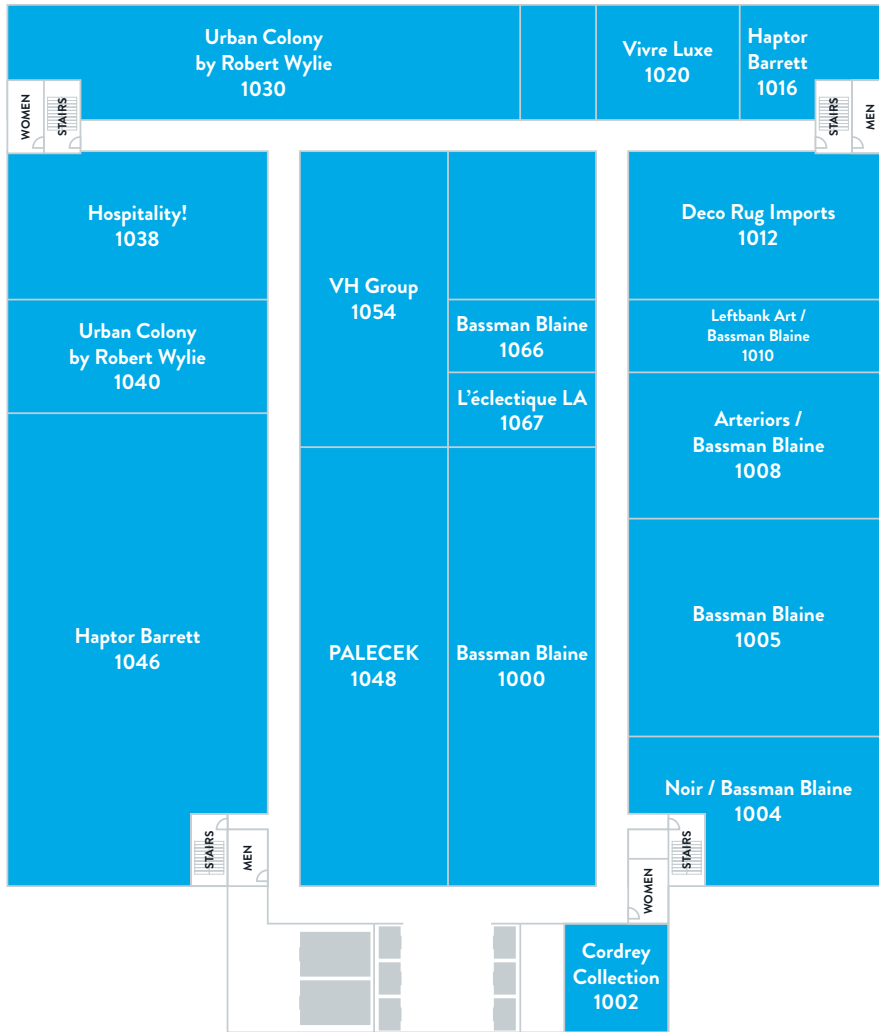 Urban Colony
by Robert Wylie
1030
Vivre Luxe
1020
Haptor
Barrett
1016
WOMEN
STAIRS
STAIRS
MEN
Hospitality!
1038
Urban Colony
by Robert Wylie
1040
Haptor Barrett
1046
VH Group
1054
Bassman Blaine
1066
L'éclectique LA
1067
PALECEK
1048
Bassman Blaine
1000
Deco Rug Imports
1012
Leftbank Art /
Bassman Blaine
1010
Arteriors /
Bassman Blaine
1008
Bassman Blaine
1005
Noir / Bassman Blaine
1004
STAIRS
MEN
WOMEN
STAIRS
Cordrey
Collection
1002